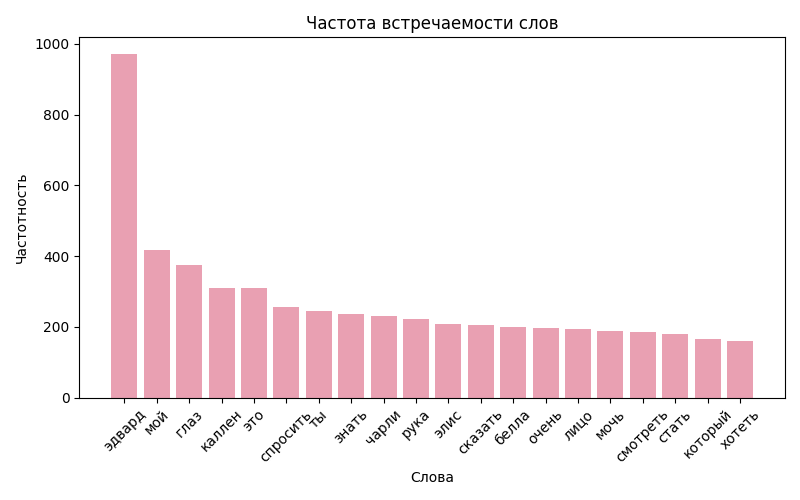 Частота встречаемости слов
Частотность
1000
800
600
400
200
0
эдвард
мой
глаз
каллен
это
спросить
ты
знать
чарли
рука
элис
сказать
белла
очень
лицо
мочь
смотреть
стать
который
хотеть
Слова